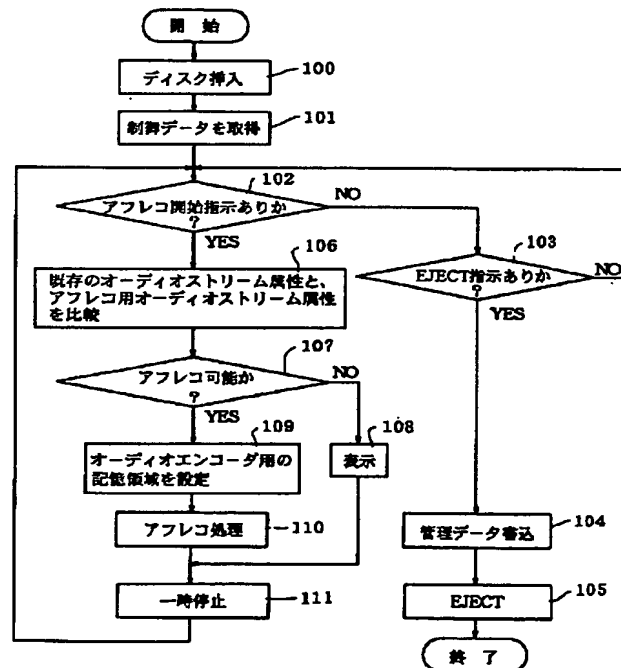 開 始
ディスク挿入
100
制御データを取得
101
102
アフレコ開始指示ありか
?
NO
YES
103
EJECT指示ありか
?
NO
YES
106
既存のオーディオストリーム属性と、
アフレコ用オーディオストリーム属性
を比較
107
アフレコ可能か
?
NO
YES
108
表示
109
オーディオエンコーダ用の
記憶領域を設定
アフレコ処理
110
一時停止
111
管理データ書込
104
EJECT
105
終 了